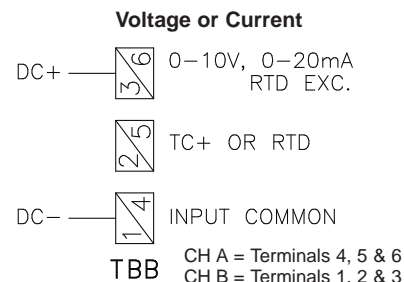 Voltage or Current
DC+ 3/6 0-10V, 0-20mA
RTD EXC.
2/5 TC+ OR RTD
DC- 1/4 INPUT COMMON
TBB CH A = Terminals 4, 5 & 6
CH B = Terminals 1, 2 & 3